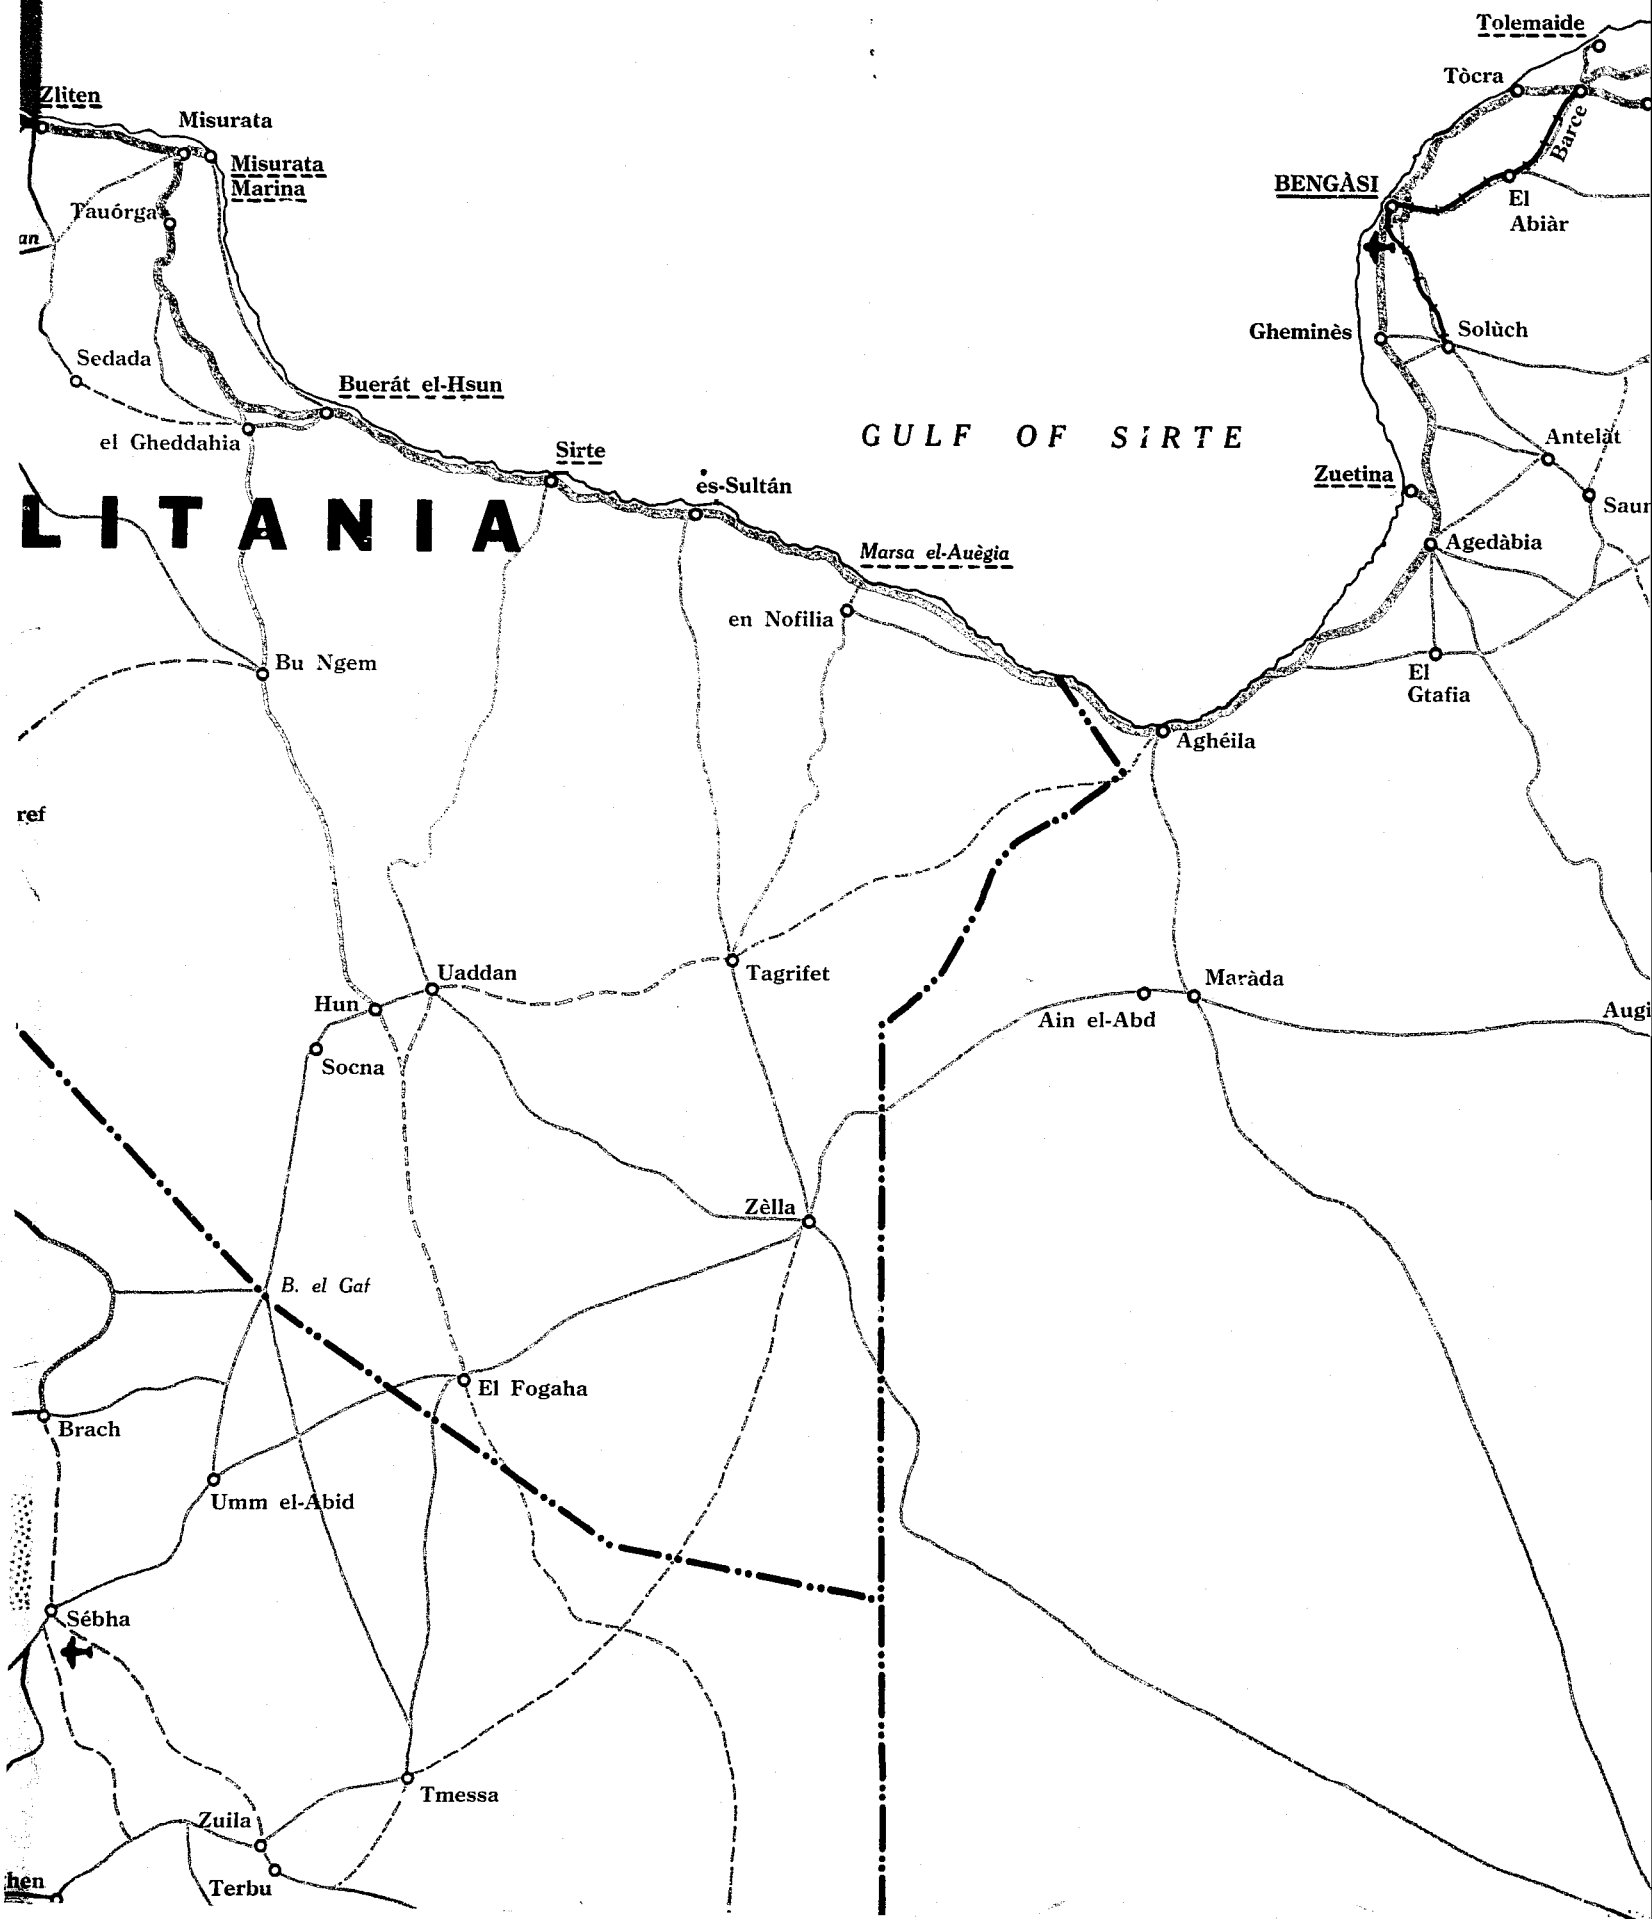 Tolemaide
Tòcra
Zliten
Misurata
Barce
Misurata
Marina
BENGÀSI
El
Abiàr
Tauórga
an
Solùch
Gheminès
Sedada
Buerát el-Hsun
GULF OF SIRTE
Antelàt
el Gheddahia
Sirte
Zuetina
es-Sultán
Saun
LITANIA
Agedàbia
Marsa el-Auègia
en Nofilia
Bu Ngem
El
Gtafia
Aghéila
ref
Uaddan
Tagrifet
Maràda
Hun
Augi
Ain el-Abd
Socna
Zèlla
B. el Gaf
El Fogaha
Brach
Umm el-Abid
Sébha
Tmessa
Zuila
hen
Terbu